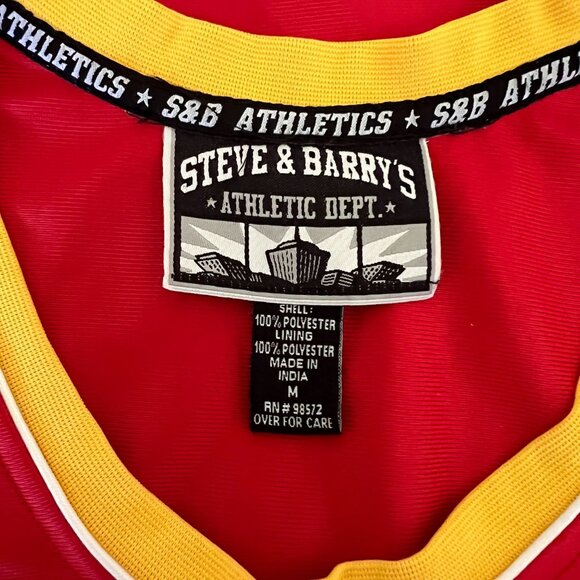 ATHLETICS ★ S&B ATHLETICS ★ S&B ATHL
STEVE & BARRY'S
★ATHLETIC DEPT.★
SHELL:
100% POLYESTER
LINING
100% POLYESTER
MADE IN
INDIA
M
RN# 98572
OVER FOR CARE